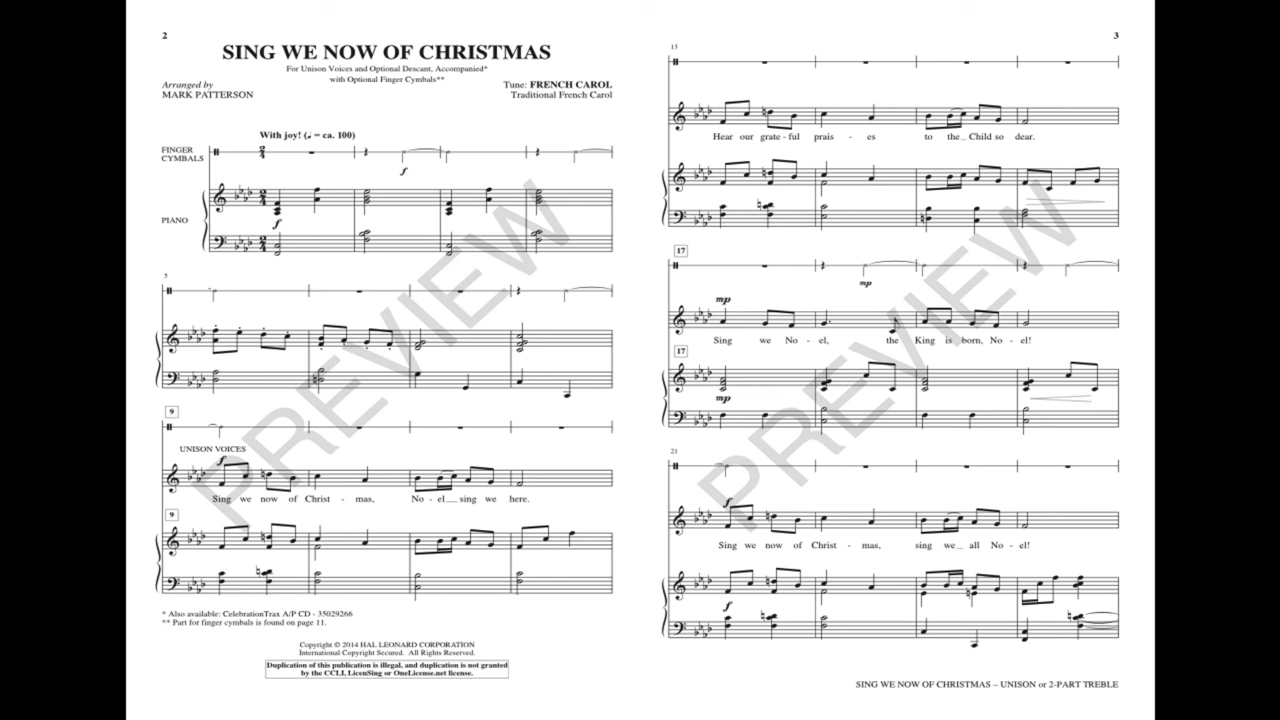 2
SING WE NOW OF CHRISTMAS
For Unison Voices and Optional Descant, Accompanied*
with Optional Finger Cymbals**
Arranged by
MARK PATTERSON
Tune: FRENCH CAROL
Traditional French Carol
With joy! (♩ = ca. 100)
FINGER
CYMBALS
f
PIANO
f
5
9
UNISON VOICES
f
Sing we now of Christ - mas, No - el__ sing we here.
9
* Also available: CelebrationTrax A/P CD - 35029266
** Part for finger cymbals is found on page 11.
Copyright © 2014 HAL LEONARD CORPORATION
International Copyright Secured. All Rights Reserved.
Duplication of this publication is illegal, and duplication is not granted
by the CCLI, LicenSing or OneLicense.net license.
PREVIEW
3
13
Hear our grate - ful prais - es to the_ Child so dear.
17
mp
mp
Sing we No - el, the King is born, No - el!
17
mp
21
f
Sing we now of Christ - mas, sing we_ all No - el!
f
SING WE NOW OF CHRISTMAS – UNISON or 2-PART TREBLE
PREVIEW